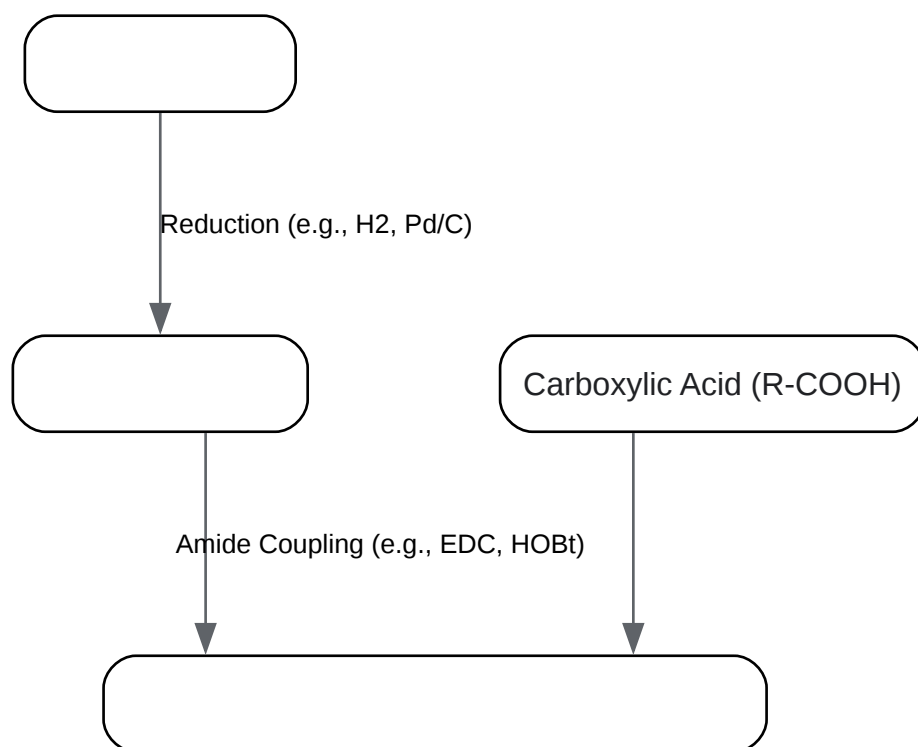 Reduction (e.g., H2, Pd/C)
Carboxylic Acid (R-COOH)
Amide Coupling (e.g., EDC, HOBt)